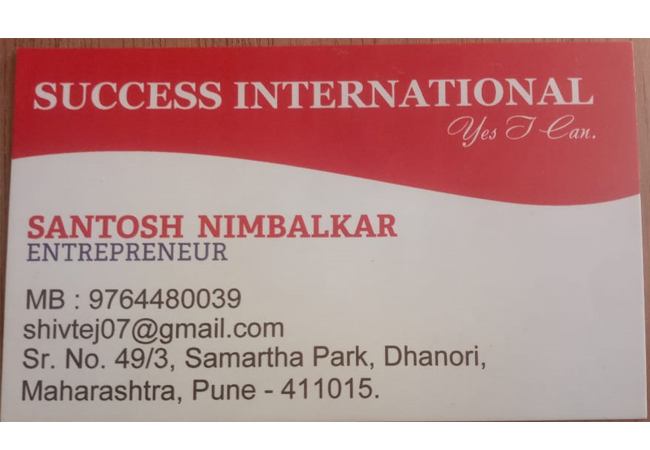 SUCCESS INTERNATIONAL
Yes I Can.
SANTOSH NIMBALKAR
ENTREPRENEUR
MB : 9764480039
shivtej07@gmail.com
Sr. No. 49/3, Samartha Park, Dhanori,
Maharashtra, Pune - 411015.